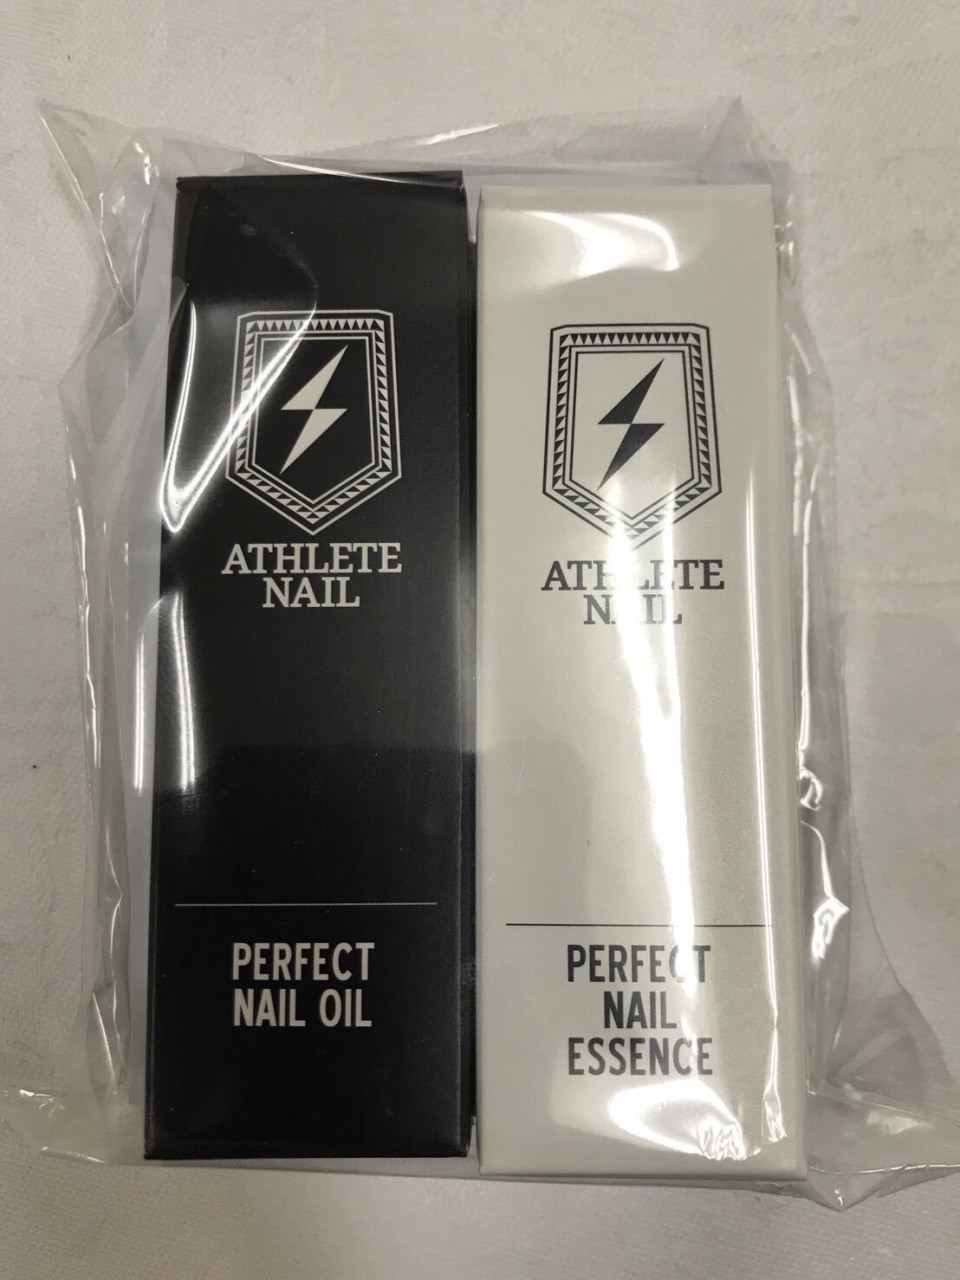 ATHLETE
NAIL
PERFECT
NAIL OIL
ATHLETE
NAIL
PERFECT
NAIL
ESSENCE